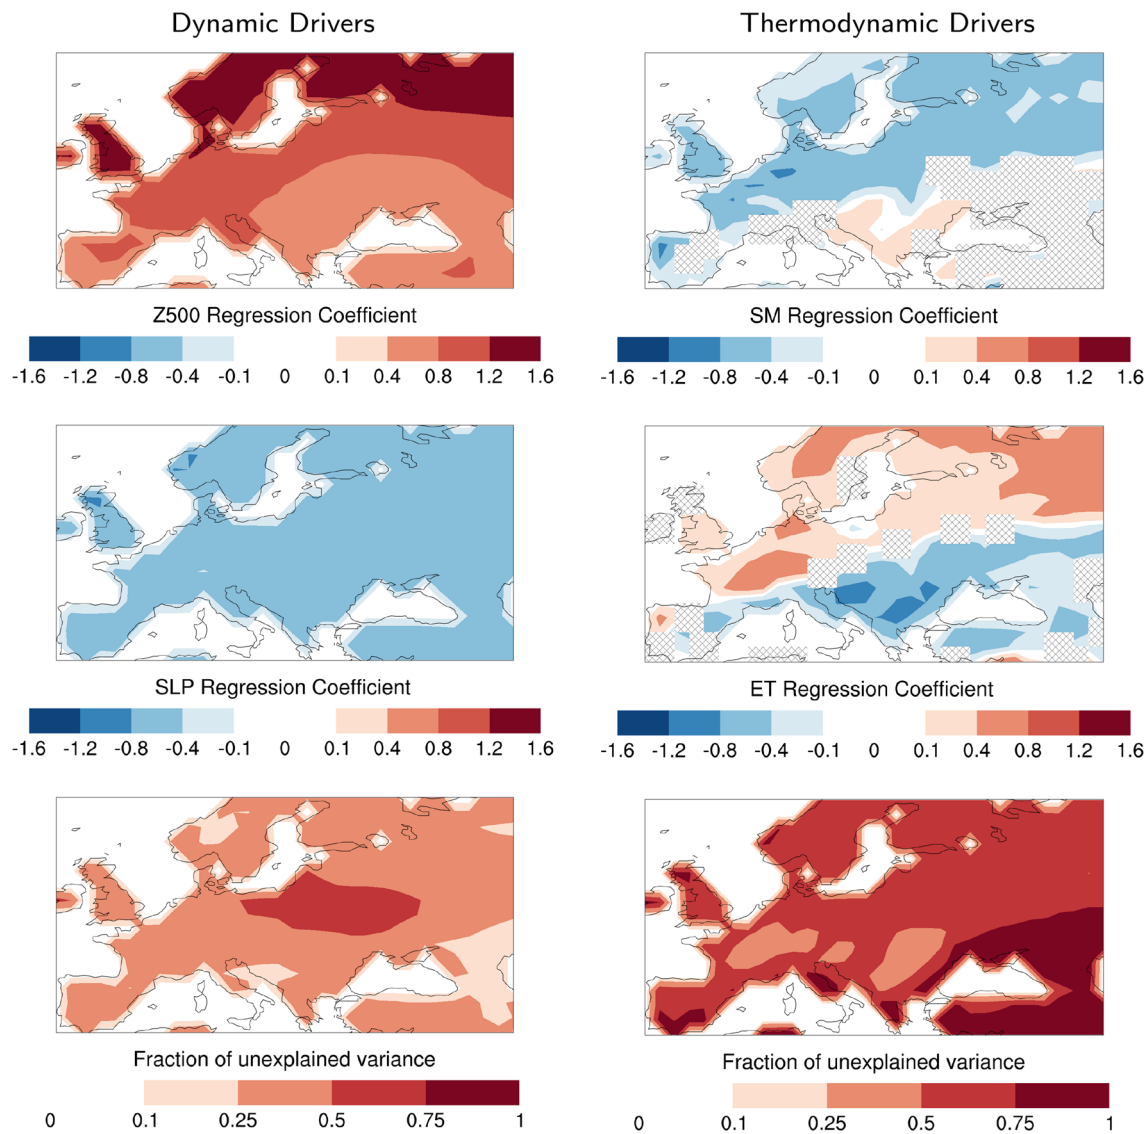 Dynamic Drivers
Thermodynamic Drivers
Z500 Regression Coefficient
-1.6 -1.2 -0.8 -0.4 -0.1 0 0.1 0.4 0.8 1.2 1.6
SM Regression Coefficient
-1.6 -1.2 -0.8 -0.4 -0.1 0 0.1 0.4 0.8 1.2 1.6
SLP Regression Coefficient
-1.6 -1.2 -0.8 -0.4 -0.1 0 0.1 0.4 0.8 1.2 1.6
ET Regression Coefficient
-1.6 -1.2 -0.8 -0.4 -0.1 0 0.1 0.4 0.8 1.2 1.6
Fraction of unexplained variance
0 0.1 0.25 0.5 0.75 1
Fraction of unexplained variance
0 0.1 0.25 0.5 0.75 1